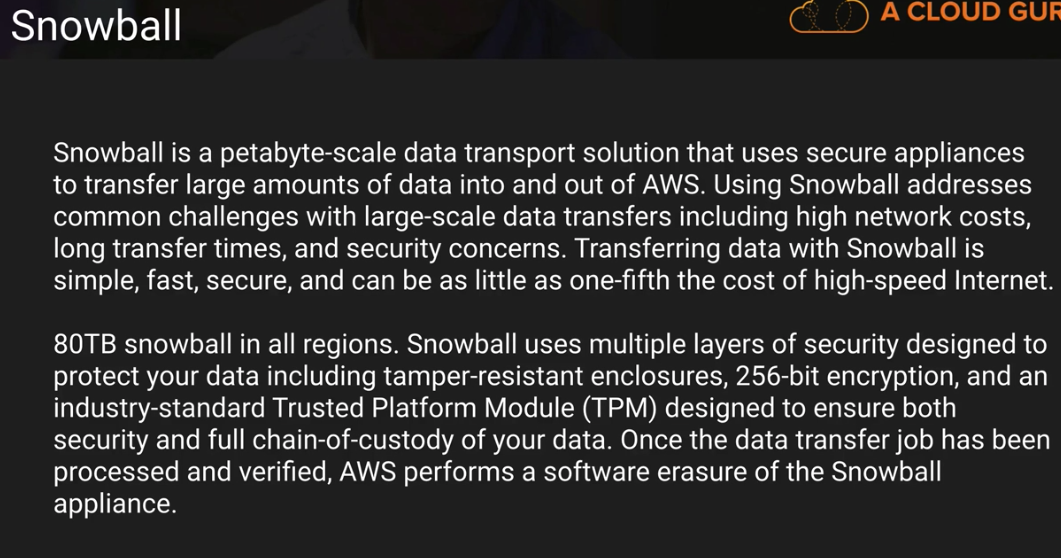 Snowball
A CLOUD GUR
Snowball is a petabyte-scale data transport solution that uses secure appliances
to transfer large amounts of data into and out of AWS. Using Snowball addresses
common challenges with large-scale data transfers including high network costs,
long transfer times, and security concerns. Transferring data with Snowball is
simple, fast, secure, and can be as little as one-fifth the cost of high-speed Internet.
80TB snowball in all regions. Snowball uses multiple layers of security designed to
protect your data including tamper-resistant enclosures, 256-bit encryption, and an
industry-standard Trusted Platform Module (TPM) designed to ensure both
security and full chain-of-custody of your data. Once the data transfer job has been
processed and verified, AWS performs a software erasure of the Snowball
appliance.